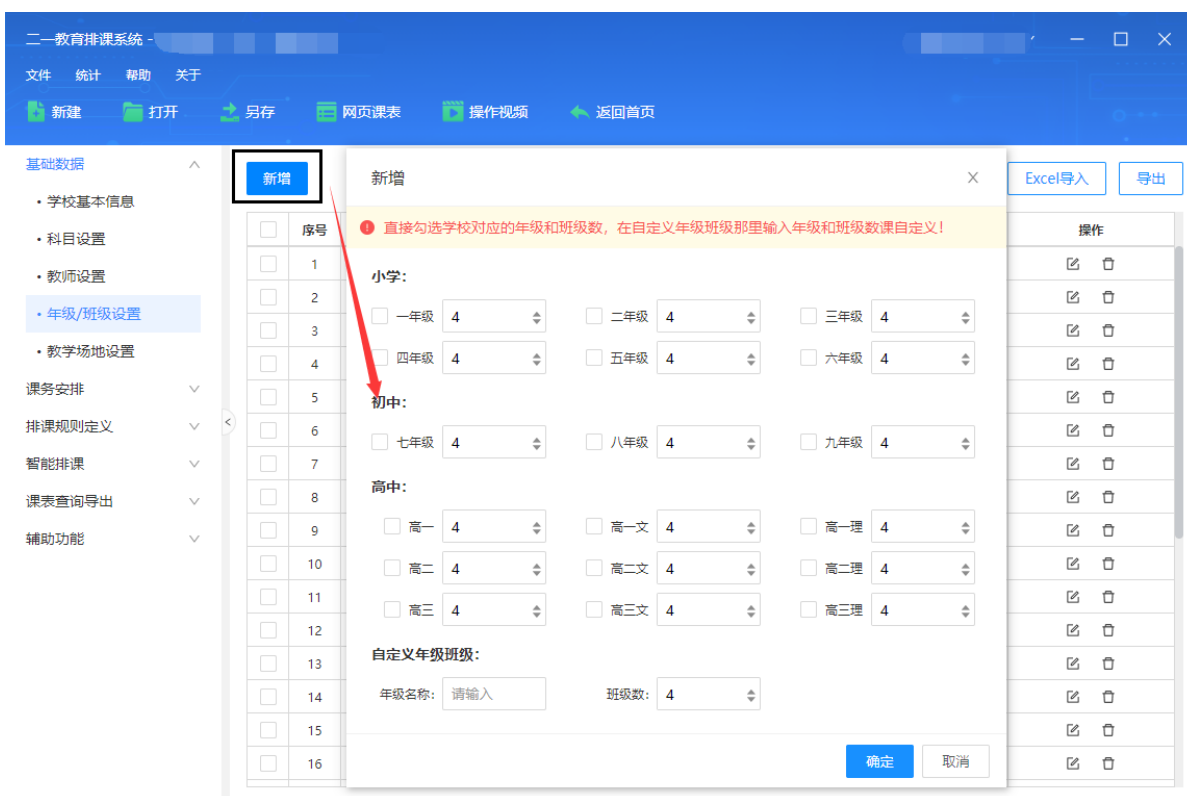 二一教育排课系统 -
文件 统计 帮助 关于
新建 打开 另存 网页课表 操作视频 返回首页
基础数据
• 学校基本信息
• 科目设置
• 教师设置
• 年级/班级设置
• 教学场地设置
课务安排
排课规则定义
智能排课
课表查询导出
辅助功能
新增
Excel导入 导出
序号 操作
1
2
3
4
5
6
7
8
9
10
11
12
13
14
15
16
新增
直接勾选学校对应的年级和班级数，在自定义年级班级那里输入年级和班级数课自定义！
小学：
一年级 4 二年级 4 三年级 4
四年级 4 五年级 4 六年级 4
初中：
七年级 4 八年级 4 九年级 4
高中：
高一 4 高一文 4 高一理 4
高二 4 高二文 4 高二理 4
高三 4 高三文 4 高三理 4
自定义年级班级：
年级名称: 请输入 班级数: 4
确定 取消